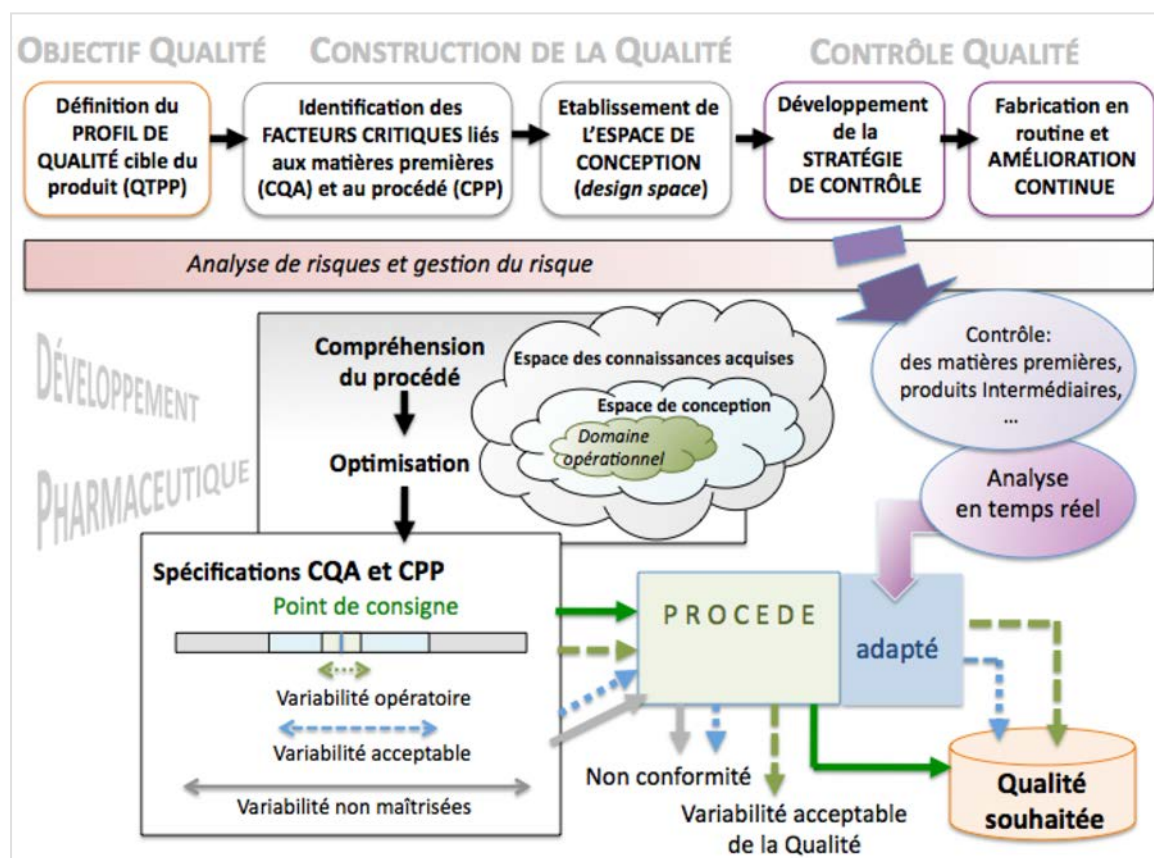 OBJECTIF QUALITÉ
CONSTRUCTION DE LA QUALITÉ
CONTRÔLE QUALITÉ
Définition du
PROFIL DE
QUALITÉ cible du
produit (QTPP)
Identification des
FACTEURS CRITIQUES liés
aux matières premières
(CQA) et au procédé (CPP)
Etablissement de
L'ESPACE DE
CONCEPTION
(design space)
Développement
de la
STRATÉGIE
DE CONTRÔLE
Fabrication en
routine et
AMÉLIORATION
CONTINUE
Analyse de risques et gestion du risque
DÉVELOPPEMENT
PHARMACEUTIQUE
Compréhension
du procédé
Optimisation
Espace des connaissances acquises
Espace de conception
Domaine
opérationnel
Contrôle:
des matières premières,
produits Intermédiaires,
...
Analyse
en temps réel
Spécifications CQA et CPP
Point de consigne
Variabilité opératoire
Variabilité acceptable
Variabilité non maîtrisées
PROCEDE
adapté
Non conformité
Variabilité acceptable
de la Qualité
Qualité
souhaitée